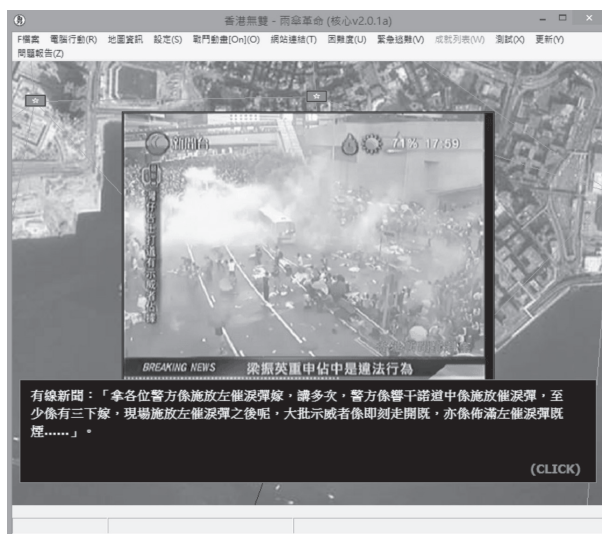 香港無雙 - 雨傘革命 (核心v2.0.1a)
F檔案 電腦行動(R) 地圖資訊 設定(S) 戰鬥動畫[On](O) 網站連結(T) 困難度(U) 緊急逃難(V) 成就列表(W) 測試(X) 更新(Y)
問題報告(Z)
新聞台
71% 17:59
BREAKING NEWS 梁振英重申佔中是違法行為
有線新聞：「拿各位警方係施放左催淚彈嫁，講多次，警方係響干諾道中係施放催淚彈，至
少係有三下嫁，現場施放左催淚彈之後呢，大批示威者係即刻走開既，亦係佈滿左催淚彈既
煙......」。
(CLICK)